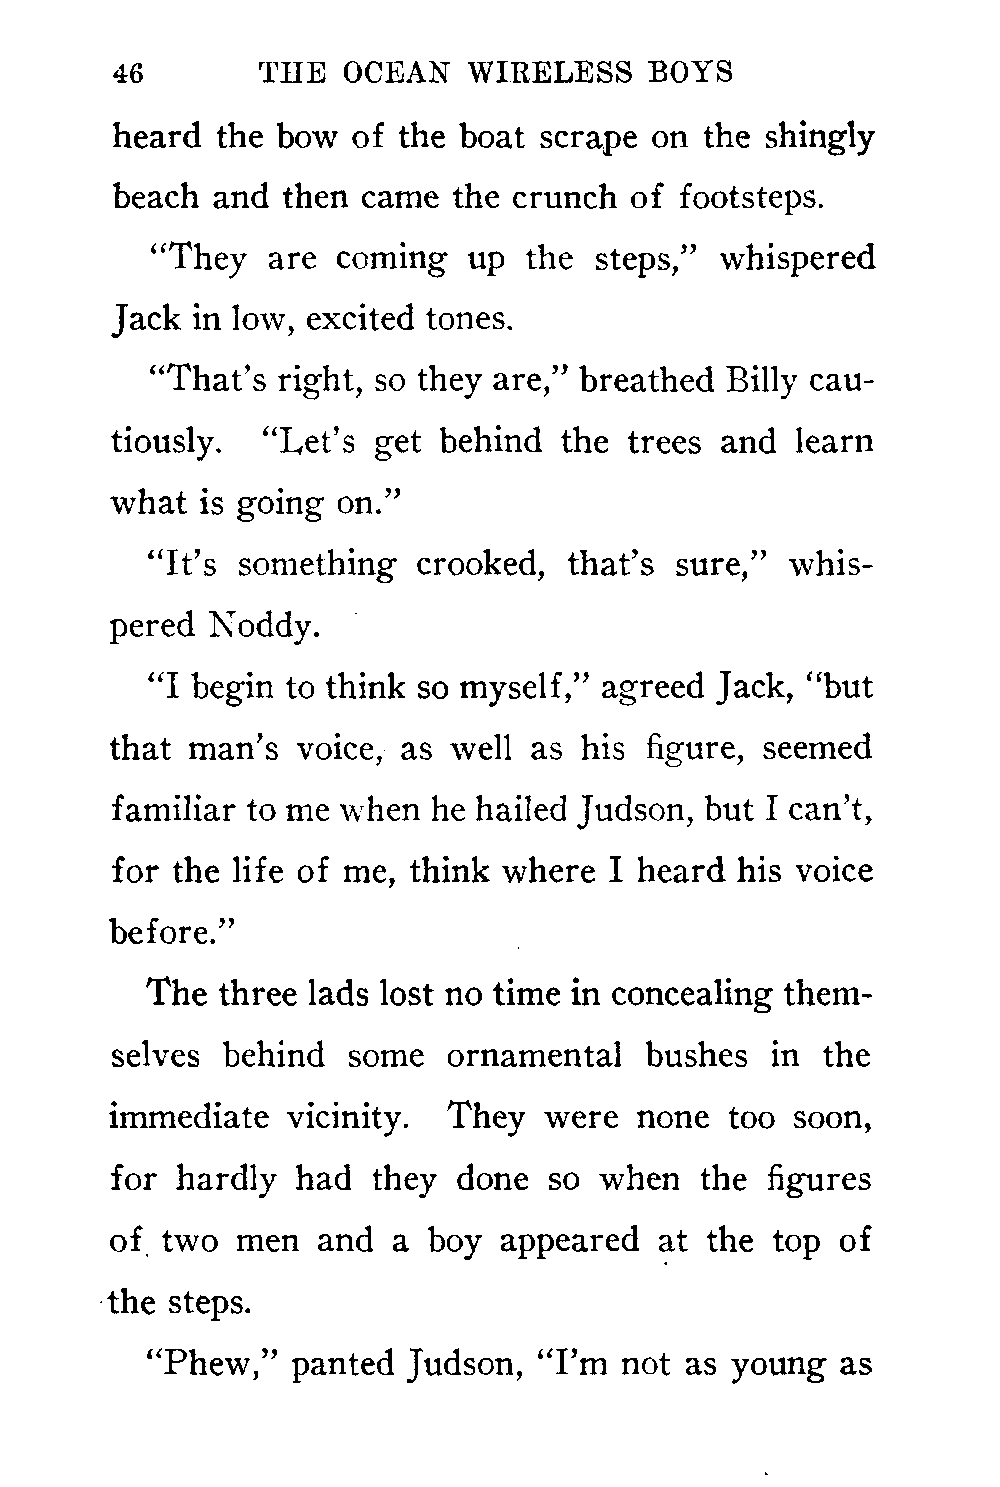 46 THE OCEAN WIRELESS BOYS
heard the bow of the boat scrape on the shingly
beach and then came the crunch of footsteps.
“They are coming up the steps,” whispered
Jack in low, excited tones.
“That’s right, so they are,” breathed Billy cau-
tiously. “Let’s get behind the trees and learn
what is going on.”
“It’s something crooked, that’s sure,” whis-
pered Noddy.
“I begin to think so myself,” agreed Jack, “but
that man’s voice, as well as his figure, seemed
familiar to me when he hailed Judson, but I can’t,
for the life of me, think where I heard his voice
before.”
The three lads lost no time in concealing them-
selves behind some ornamental bushes in the
immediate vicinity. They were none too soon,
for hardly had they done so when the figures
of two men and a boy appeared at the top of
the steps.
“Phew,” panted Judson, “I’m not as young as